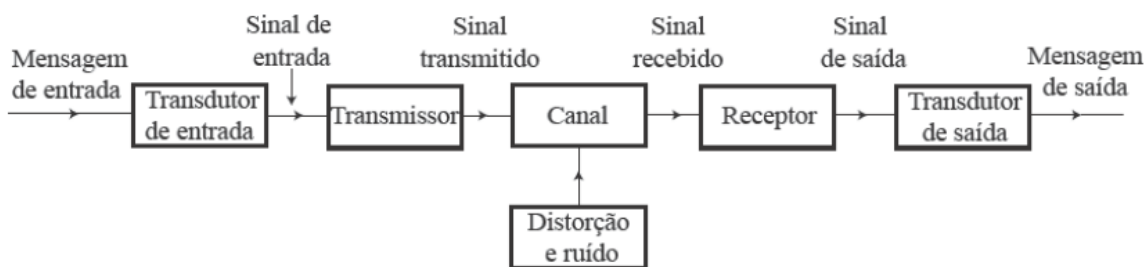 Mensagem
de entrada
Transdutor
de entrada
Sinal de
entrada
Transmissor
Sinal
transmitido
Canal
Distorção
e ruído
Sinal
recebido
Receptor
Sinal
de saída
Transdutor
de saída
Mensagem
de saída